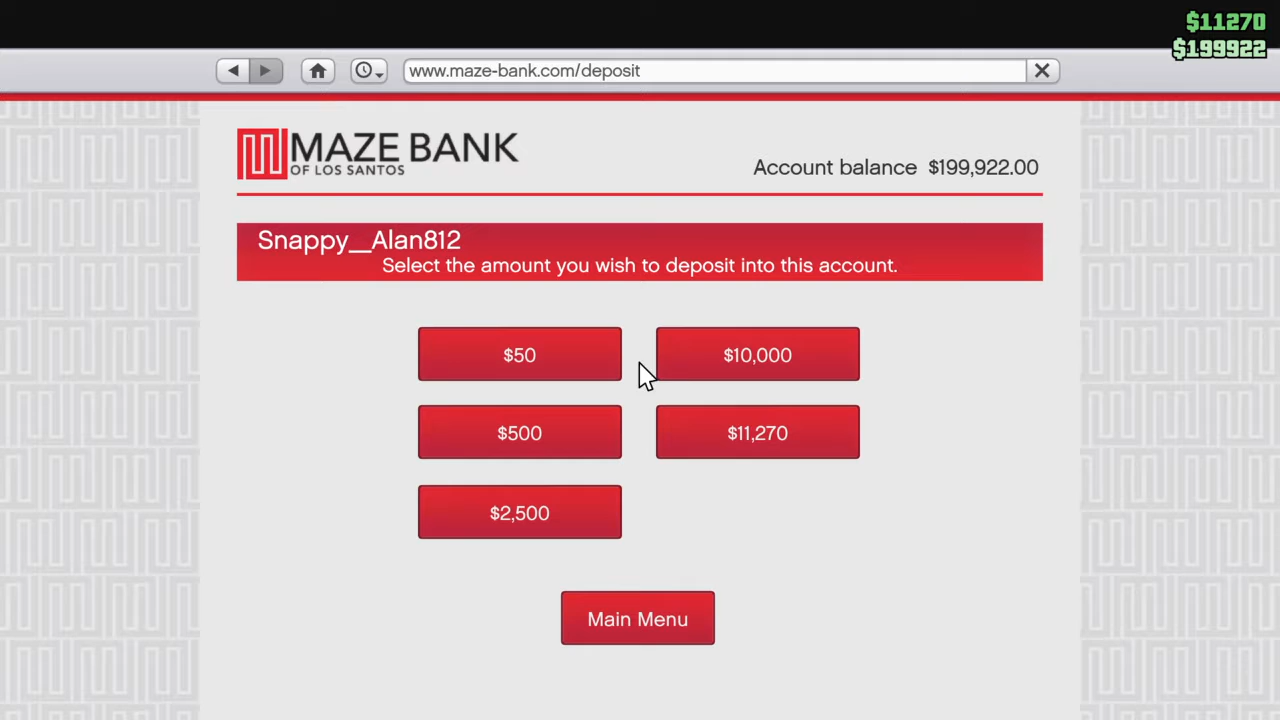 $11270
$199922
www.maze-bank.com/deposit
MAZE BANK
OF LOS SANTOS
Account balance $199,922.00
Snappy__Alan812
Select the amount you wish to deposit into this account.
$50
$10,000
$500
$11,270
$2,500
Main Menu